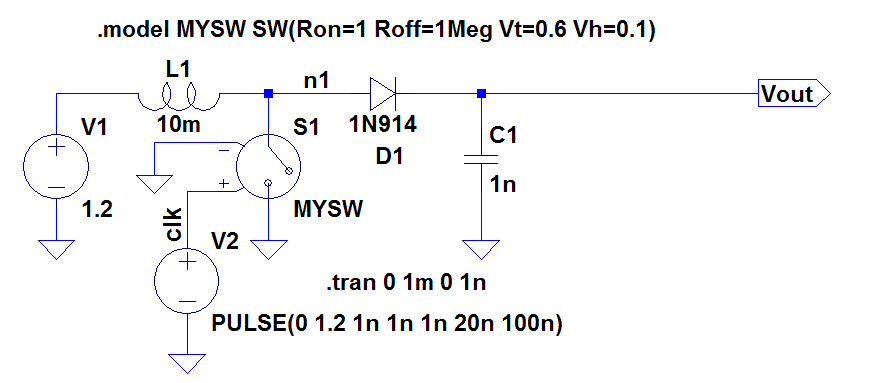 .model MYSW SW(Ron=1 Roff=1Meg Vt=0.6 Vh=0.1)
L1
n1
Vout
10m
V1
S1
1N914
D1
C1
1n
1.2
MYSW
clk
V2
.tran 0 1m 0 1n
PULSE(0 1.2 1n 1n 1n 20n 100n)